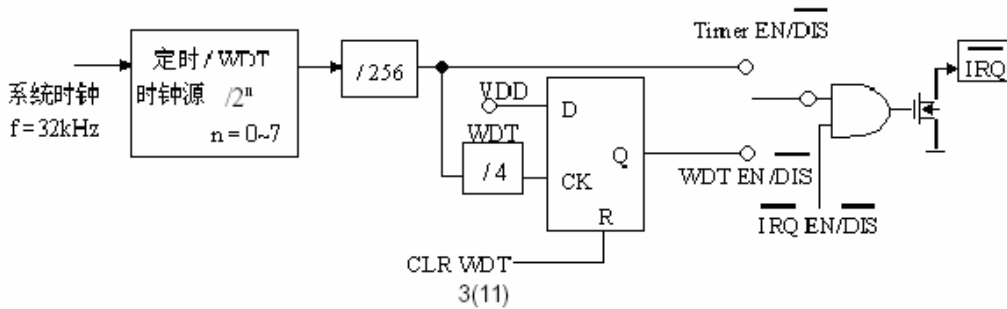 Timer EN/DIS
定时 / WDT
时钟源 /2ⁿ
n = 0~7
/ 256
系统时钟
f = 32kHz
VDD
D
WDT
/ 4
CK
Q
R
IRQ
WDT EN/DIS
IRQ EN/DIS
CLR WDT
3(11)